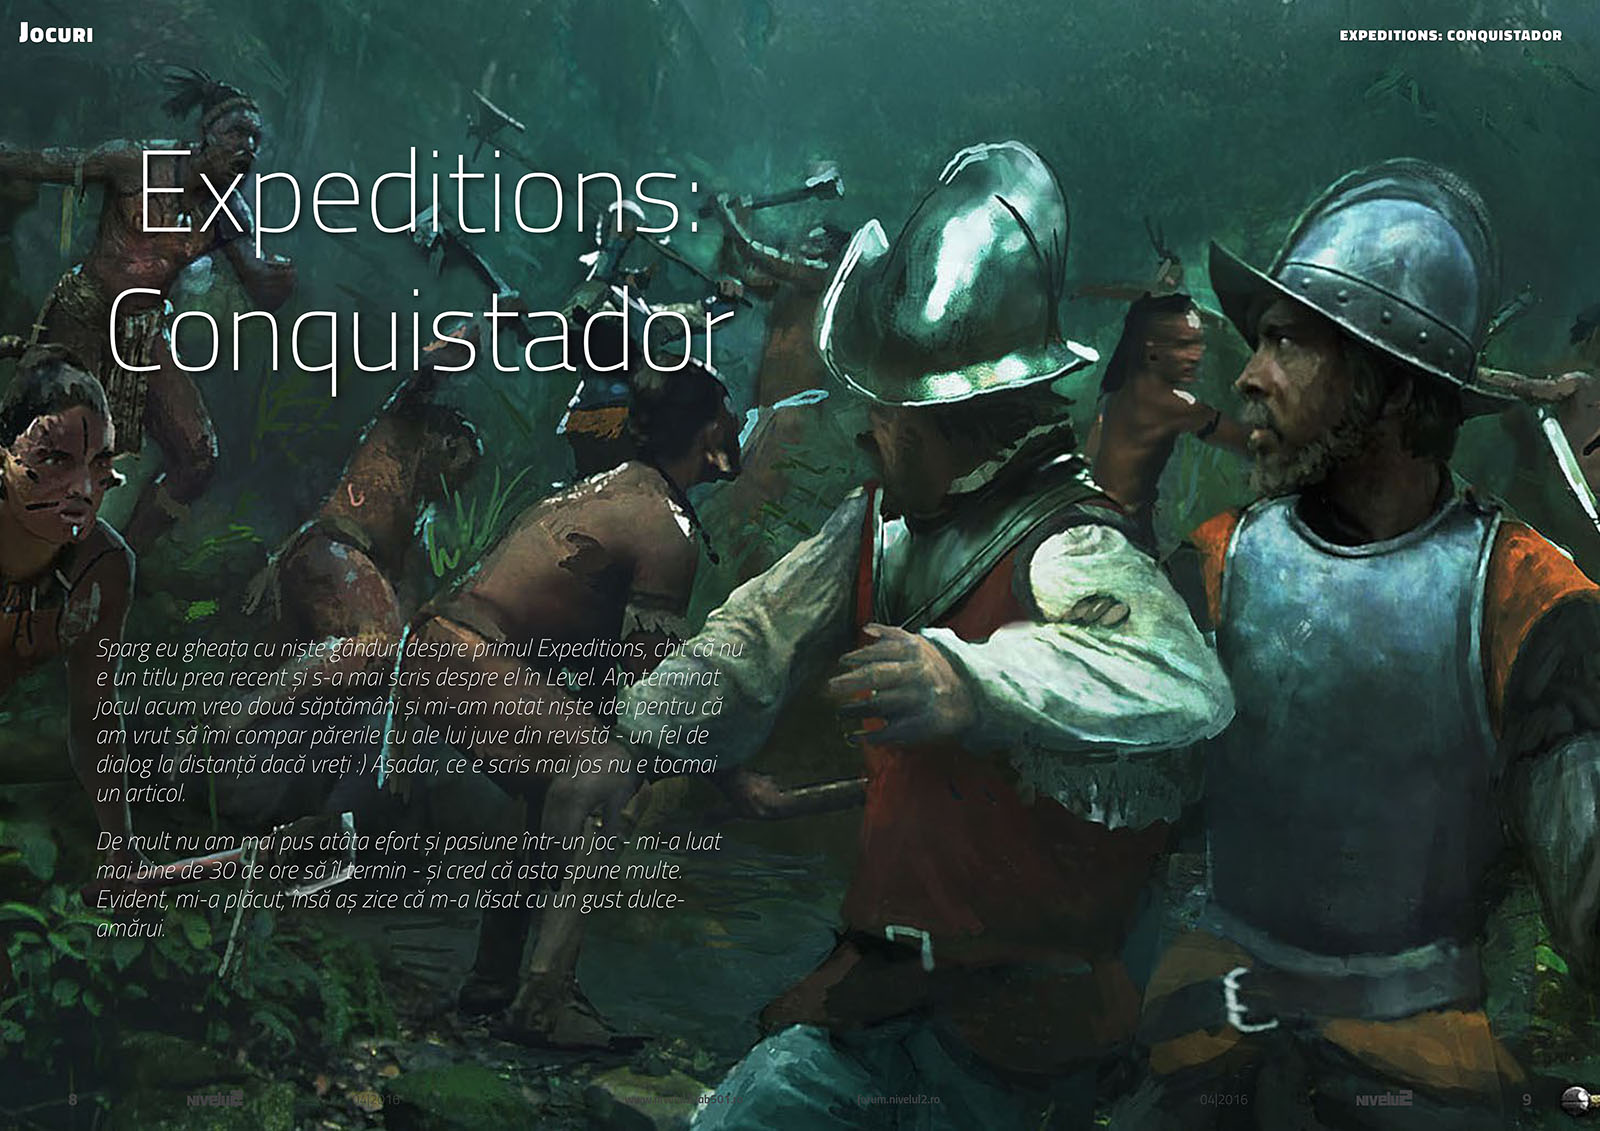 Jocuri
EXPEDITIONS: CONQUISTADOR
Expeditions:
Conquistador
Sparg eu gheața cu niște gânduri despre primul Expeditions, chit că nu
e un titlu prea recent și s-a mai scris despre el în Level. Am terminat
jocul acum vreo două săptămâni și mi-am notat niște idei pentru că
am vrut să îmi compar părerile cu ale lui juve din revistă - un fel de
dialog la distanță dacă vreți :) Așadar, ce e scris mai jos nu e tocmai
un articol.
De mult nu am mai pus atâta efort și pasiune într-un joc - mi-a luat
mai bine de 30 de ore să îl termin - și cred că asta spune multe.
Evident, mi-a plăcut, însă aș zice că m-a lăsat cu un gust dulce-
amărui.
8
nivelul2
04|2016
forum.nivelul2.ro
04|2016
nivelul2
9